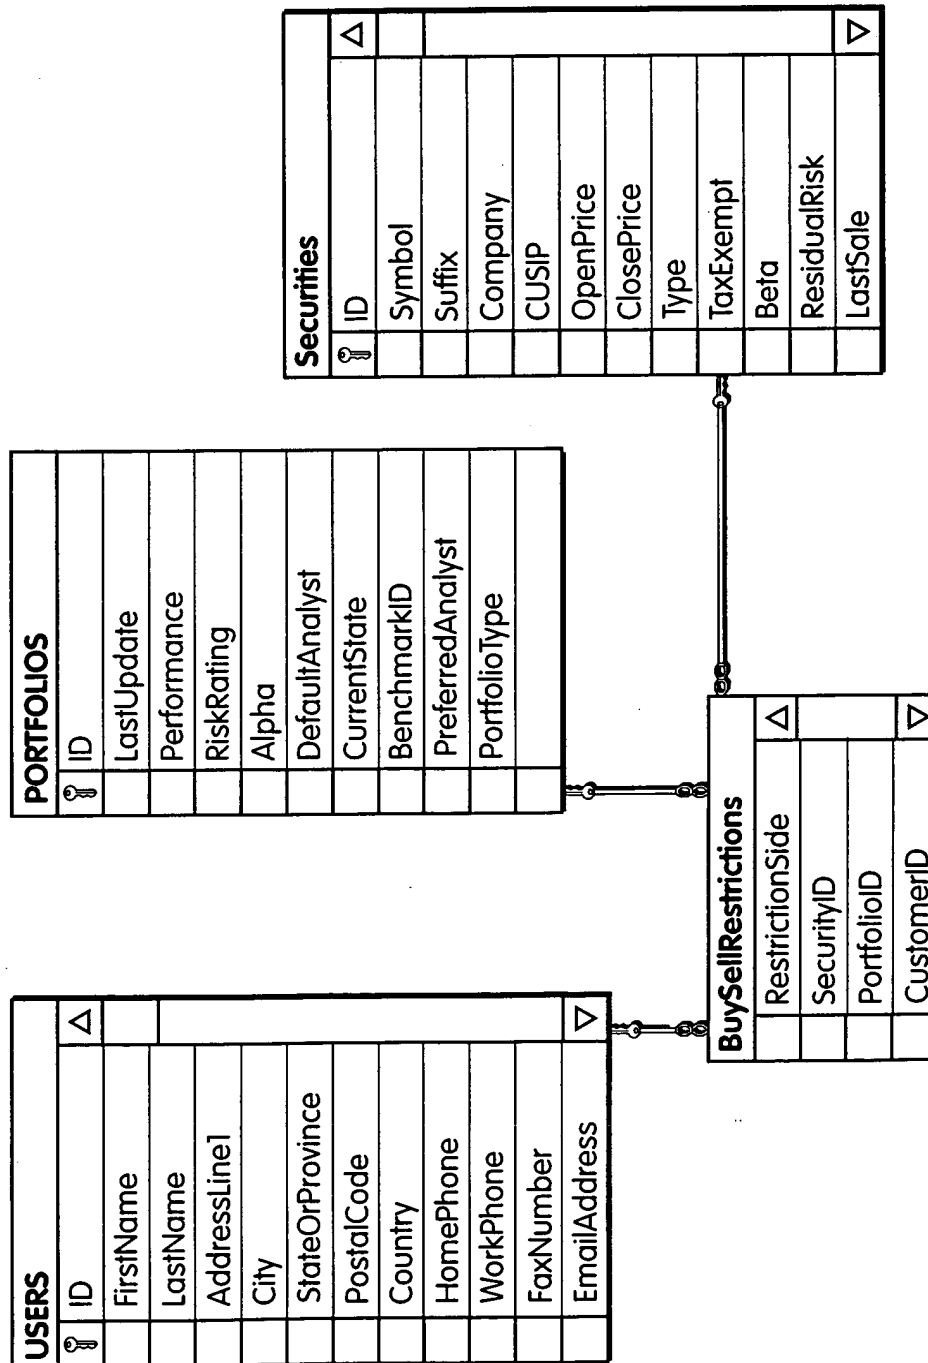 USERS
ID
FirstName
LastName
AddressLine1
City
StateOrProvince
PostalCode
Country
HomePhone
WorkPhone
FaxNumber
EmailAddress
PORTFOLIOS
ID
LastUpdate
Performance
RiskRating
Alpha
DefaultAnalyst
CurrentState
BenchmarkID
PreferredAnalyst
PortfolioType
Securities
ID
Symbol
Suffix
Company
CUSIP
OpenPrice
ClosePrice
Type
TaxExempt
Beta
ResidualRisk
LastSale
BuySellRestrictions
RestrictionSide
SecurityID
PortfolioID
CustomerID